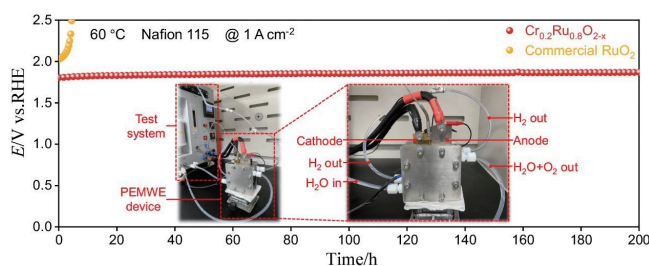 60 °C Nafion 115 @ 1 A cm⁻²
Cr₀.₂Ru₀.₈O₂₋ₓ
Commercial RuO₂
E/V vs.RHE
2.5
2.0
1.5
1.0
0.5
0.0
Test
system
PEMWE
device
Cathode
H₂ out
H₂O in
H₂ out
Anode
H₂O+O₂ out
0 20 40 60 80 100 120 140 160 180 200
Time/h